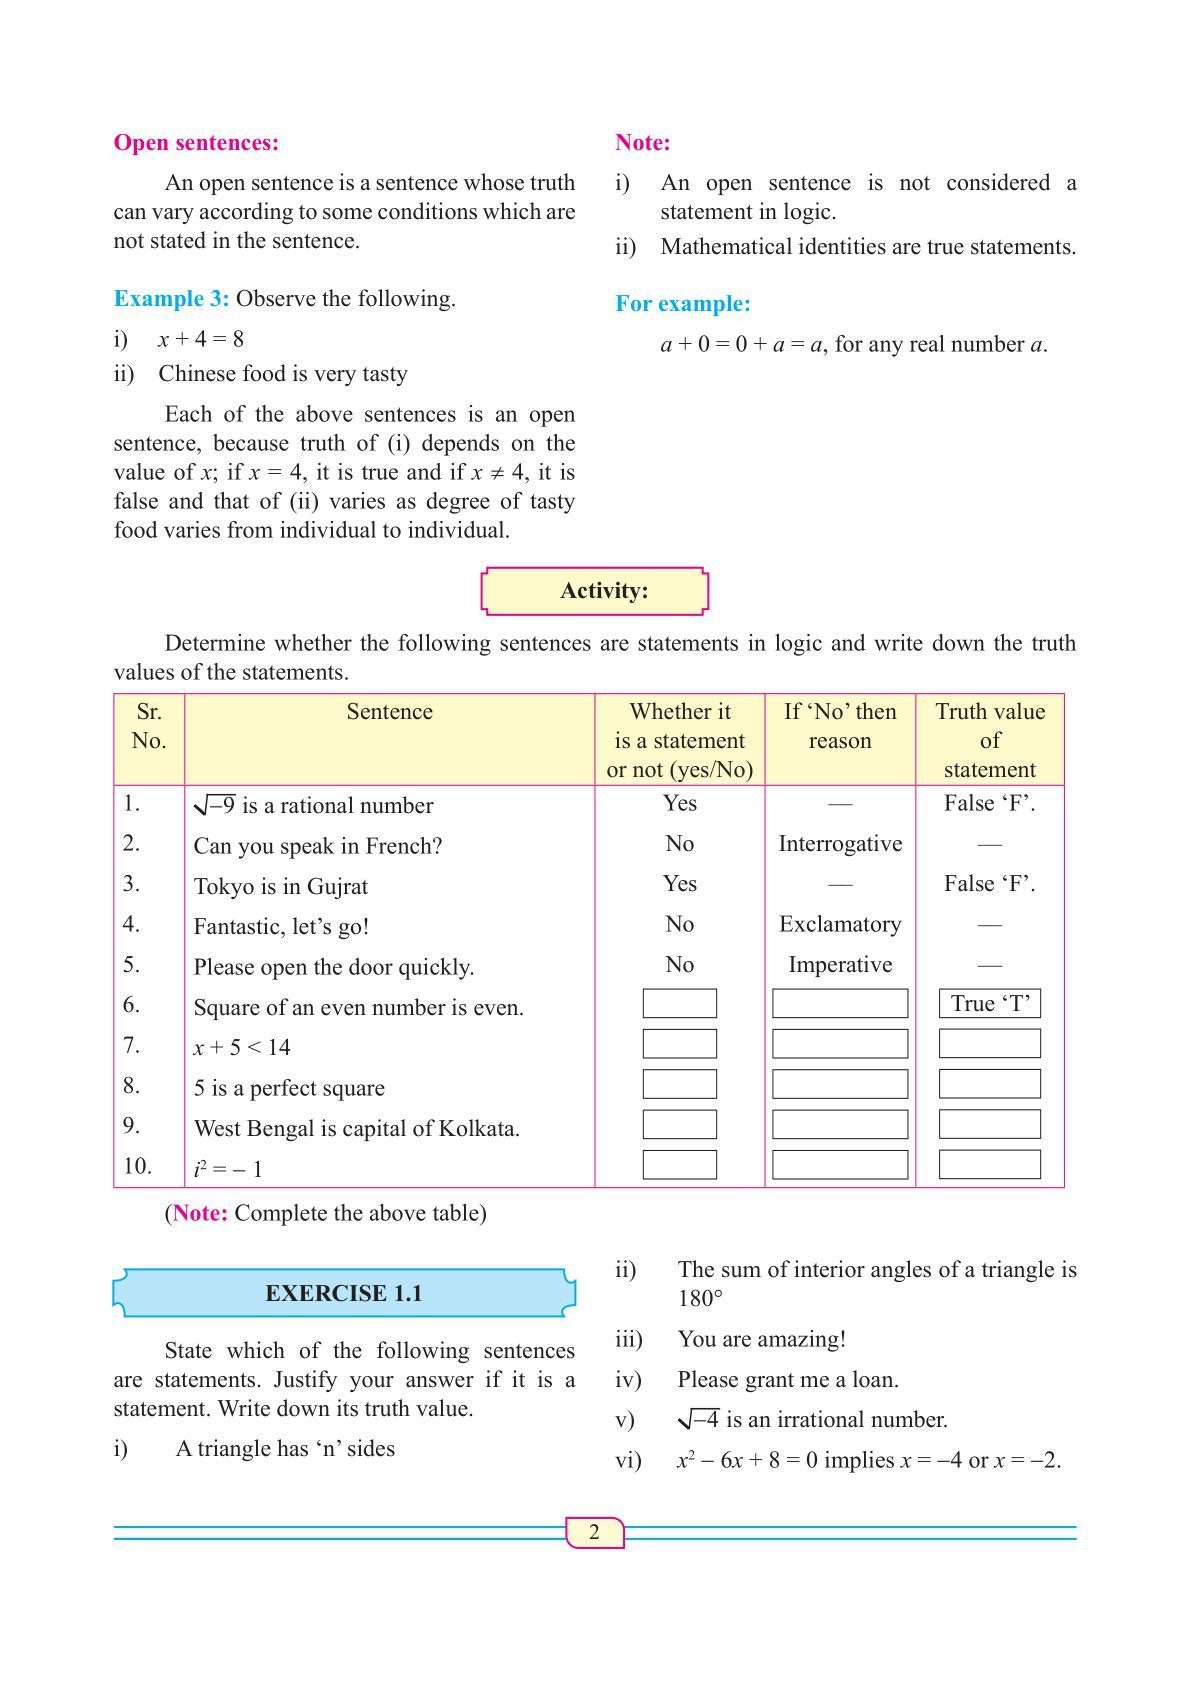 Open sentences:
An open sentence is a sentence whose truth
can vary according to some conditions which are
not stated in the sentence.
Example 3: Observe the following.
i) x + 4 = 8
ii) Chinese food is very tasty
Each of the above sentences is an open
sentence, because truth of (i) depends on the
value of x; if x = 4, it is true and if x ≠ 4, it is
false and that of (ii) varies as degree of tasty
food varies from individual to individual.
Note:
i) An open sentence is not considered a
statement in logic.
ii) Mathematical identities are true statements.
For example:
a + 0 = 0 + a = a, for any real number a.
Activity:
Determine whether the following sentences are statements in logic and write down the truth
values of the statements.
Sr. No. Sentence Whether it is a statement or not (yes/No) If ‘No’ then reason Truth value of statement
1. √–9 is a rational number Yes — False ‘F’.
2. Can you speak in French? No Interrogative —
3. Tokyo is in Gujrat Yes — False ‘F’.
4. Fantastic, let’s go! No Exclamatory —
5. Please open the door quickly. No Imperative —
6. Square of an even number is even. True ‘T’
7. x + 5 < 14
8. 5 is a perfect square
9. West Bengal is capital of Kolkata.
10. i² = – 1
(Note: Complete the above table)
EXERCISE 1.1
State which of the following sentences
are statements. Justify your answer if it is a
statement. Write down its truth value.
i) A triangle has ‘n’ sides
ii) The sum of interior angles of a triangle is
180°
iii) You are amazing!
iv) Please grant me a loan.
v) √–4 is an irrational number.
vi) x² – 6x + 8 = 0 implies x = –4 or x = –2.
2